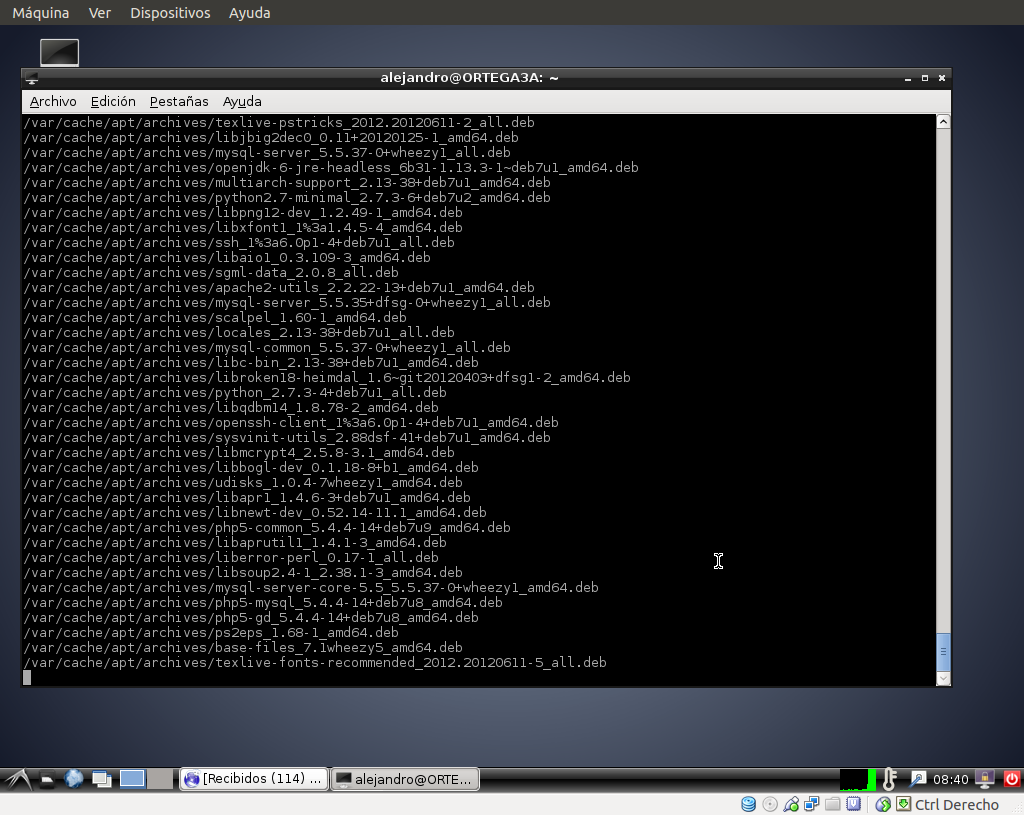 Máquina Ver Dispositivos Ayuda
alejandro@ORTEGA3A: ~
Archivo Edición Pestañas Ayuda
/var/cache/apt/archives/texlive-pstricks_2012.20120611-2_all.deb
/var/cache/apt/archives/libjbig2dec0_0.11+20120125-1_amd64.deb
/var/cache/apt/archives/mysql-server_5.5.37-0+wheezy1_all.deb
/var/cache/apt/archives/openjdk-6-jre-headless_6b31-1.13.3-1~deb7u1_amd64.deb
/var/cache/apt/archives/multiarch-support_2.13-38+deb7u1_amd64.deb
/var/cache/apt/archives/python2.7-minimal_2.7.3-6+deb7u2_amd64.deb
/var/cache/apt/archives/libpng12-dev_1.2.49-1_amd64.deb
/var/cache/apt/archives/libxfont1_1%3a1.4.5-4_amd64.deb
/var/cache/apt/archives/ssh_1%3a6.0p1-4+deb7u1_all.deb
/var/cache/apt/archives/libaio1_0.3.109-3_amd64.deb
/var/cache/apt/archives/sgml-data_2.0.8_all.deb
/var/cache/apt/archives/apache2-utils_2.2.22-13+deb7u1_amd64.deb
/var/cache/apt/archives/mysql-server_5.5.35+dfsg-0+wheezy1_all.deb
/var/cache/apt/archives/scalpel_1.60-1_amd64.deb
/var/cache/apt/archives/locales_2.13-38+deb7u1_all.deb
/var/cache/apt/archives/mysql-common_5.5.37-0+wheezy1_all.deb
/var/cache/apt/archives/libc-bin_2.13-38+deb7u1_amd64.deb
/var/cache/apt/archives/libroken18-heimdal_1.6~git20120403+dfsg1-2_amd64.deb
/var/cache/apt/archives/python_2.7.3-4+deb7u1_all.deb
/var/cache/apt/archives/libqdbm14_1.8.78-2_amd64.deb
/var/cache/apt/archives/openssh-client_1%3a6.0p1-4+deb7u1_amd64.deb
/var/cache/apt/archives/sysvinit-utils_2.88dsf-41+deb7u1_amd64.deb
/var/cache/apt/archives/libmcrypt4_2.5.8-3.1_amd64.deb
/var/cache/apt/archives/libbogl-dev_0.1.18-8+b1_amd64.deb
/var/cache/apt/archives/udisks_1.0.4-7wheezy1_amd64.deb
/var/cache/apt/archives/libapr1_1.4.6-3+deb7u1_amd64.deb
/var/cache/apt/archives/libnewt-dev_0.52.14-11.1_amd64.deb
/var/cache/apt/archives/php5-common_5.4.4-14+deb7u9_amd64.deb
/var/cache/apt/archives/libaprutil1_1.4.1-3_amd64.deb
/var/cache/apt/archives/liberror-perl_0.17-1_all.deb
/var/cache/apt/archives/libsoup2.4-1_2.38.1-3_amd64.deb
/var/cache/apt/archives/mysql-server-core-5.5_5.5.37-0+wheezy1_amd64.deb
/var/cache/apt/archives/php5-mysql_5.4.4-14+deb7u8_amd64.deb
/var/cache/apt/archives/php5-gd_5.4.4-14+deb7u8_amd64.deb
/var/cache/apt/archives/ps2eps_1.68-1_amd64.deb
/var/cache/apt/archives/base-files_7.1wheezy5_amd64.deb
/var/cache/apt/archives/texlive-fonts-recommended_2012.20120611-5_all.deb
[Recibidos (114) ... alejandro@ORTE... 08:40
Ctrl Derecho